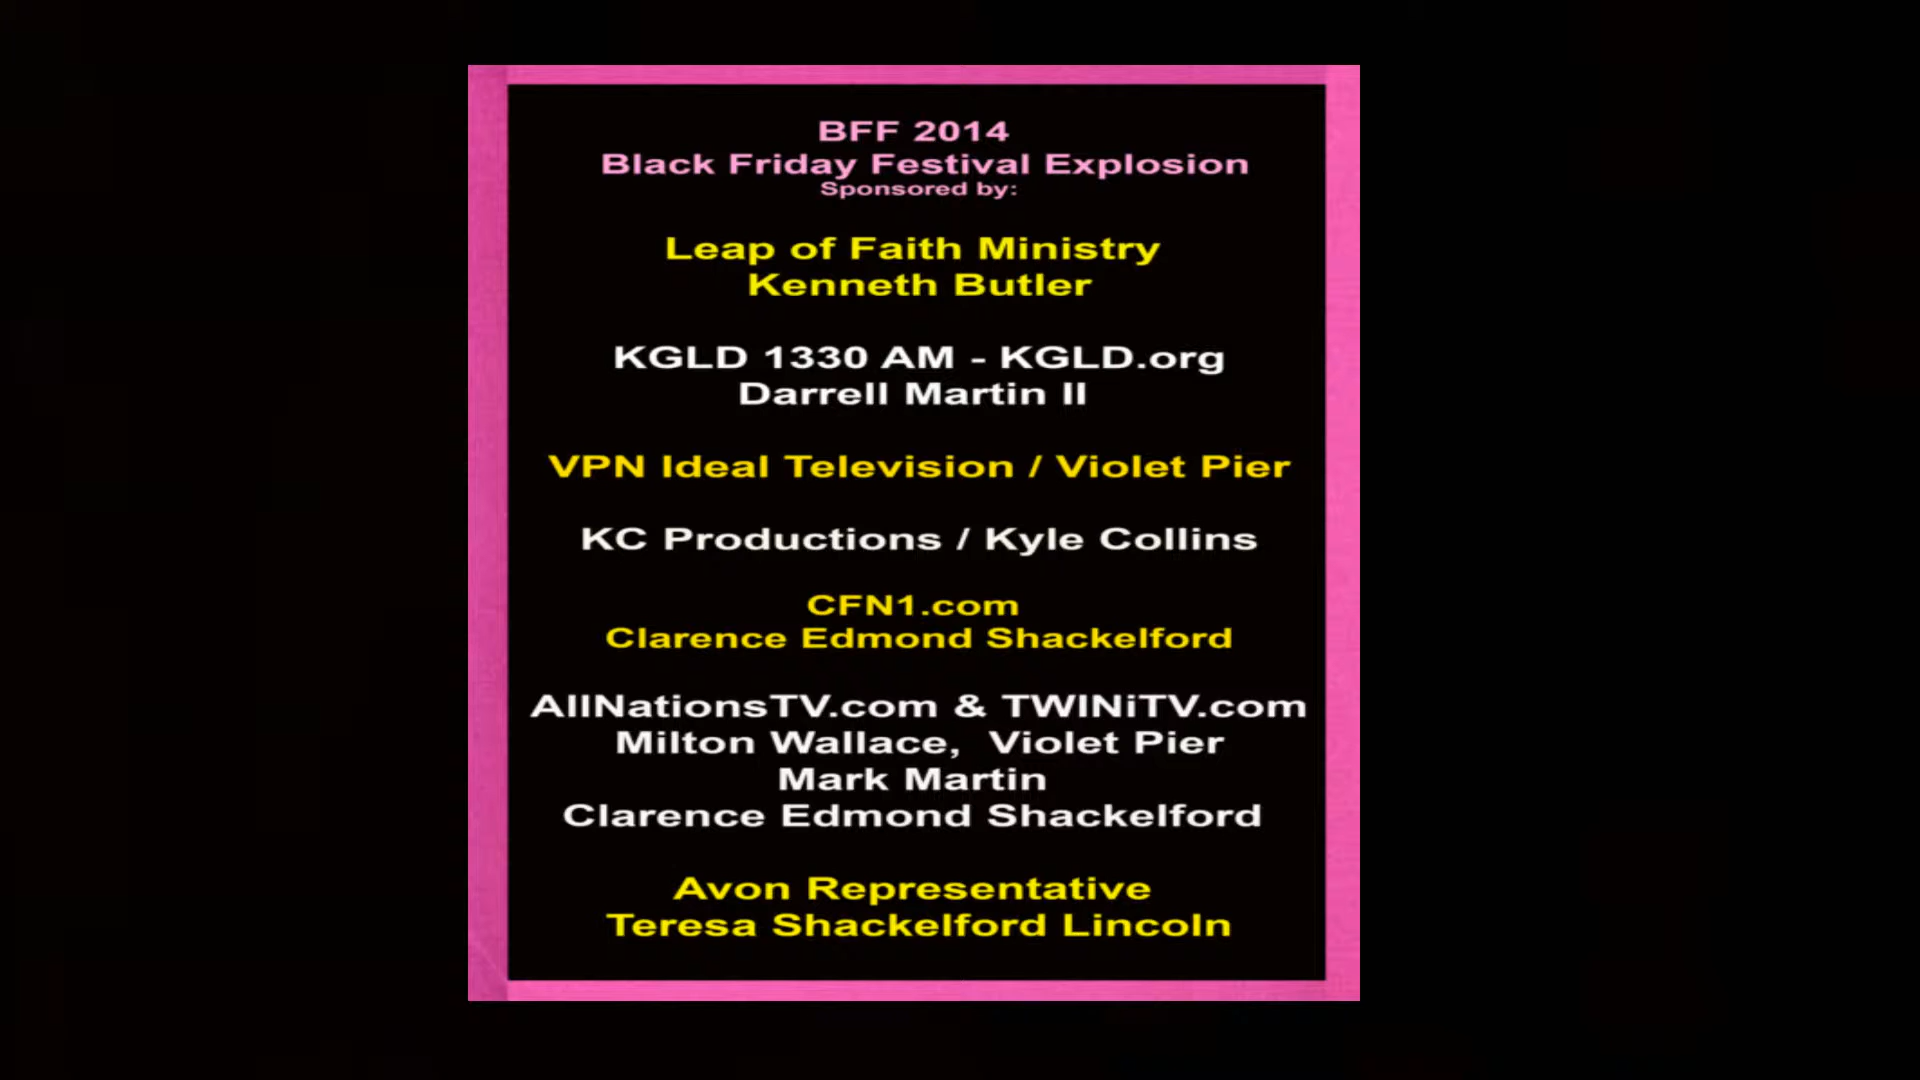 BFF 2014
Black Friday Festival Explosion
Sponsored by:
Leap of Faith Ministry
Kenneth Butler
KGLD 1330 AM - KGLD.org
Darrell Martin II
VPN Ideal Television / Violet Pier
KC Productions / Kyle Collins
CFN1.com
Clarence Edmond Shackelford
AllNationsTV.com & TWINiTV.com
Milton Wallace, Violet Pier
Mark Martin
Clarence Edmond Shackelford
Avon Representative
Teresa Shackelford Lincoln